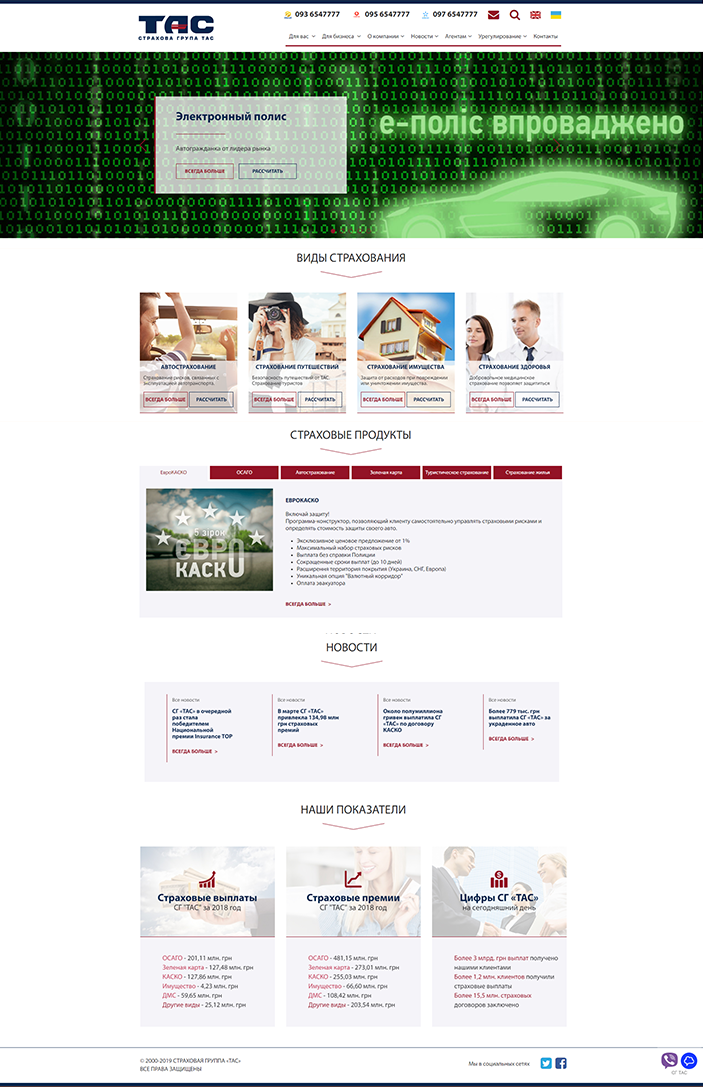 ТАС
СТРАХОВА ГРУПА ТАС
093 6547777
095 6547777
097 6547777
Для вас
Для бизнеса
О компании
Новости
Агентам
Урегулирование
Контакты
е-поліс впроваджено
Электронный полис
Автогражданка от лидера рынка
ВСЕГДА БОЛЬШЕ
РАССЧИТАТЬ
ВИДЫ СТРАХОВАНИЯ
АВТОСТРАХОВАНИЕ
Страхование рисков, связанных с
эксплуатацией автотранспорта.
ВСЕГДА БОЛЬШЕ
РАССЧИТАТЬ
СТРАХОВАНИЕ ПУТЕШЕСТВИЙ
Безопасность путешествий от ТАС.
Страхование туристов
ВСЕГДА БОЛЬШЕ
РАССЧИТАТЬ
СТРАХОВАНИЕ ИМУЩЕСТВА
Защита от расходов при повреждении
или уничтожении имущества.
ВСЕГДА БОЛЬШЕ
РАССЧИТАТЬ
СТРАХОВАНИЕ ЗДОРОВЬЯ
Добровольное медицинское
страхование позволяет защититься
ВСЕГДА БОЛЬШЕ
РАССЧИТАТЬ
СТРАХОВЫЕ ПРОДУКТЫ
ЕвроКАСКО
ОСАГО
Автострахование
Зеленая карта
Туристическое страхование
Страхование жилья
5 зірок
ЄВРО
КАСКО
ЕВРОКАСКО
Включай защиту!
Программа-конструктор, позволяющий клиенту самостоятельно управлять страховыми рисками и
определять стоимость защиты своего авто.
• Эксклюзивное ценовое предложение от 1%
• Максимальный набор страховых рисков
• Выплата без справки Полиции
• Сокращенные сроки выплат (до 10 дней)
• Расширенния территория покрытия (Украина, СНГ, Европа)
• Уникальная опция "Валютный корридор"
• Оплата эвакуатора
ВСЕГДА БОЛЬШЕ >
НОВОСТИ
Все новости
СГ «ТАС» в очередной
раз стала
победителем
Национальной
премии Insurance TOP
ВСЕГДА БОЛЬШЕ >
Все новости
В марте СГ «ТАС»
привлекла 134,98 млн
грн страховых
премий
ВСЕГДА БОЛЬШЕ >
Все новости
Около полумиллиона
гривен выплатила СГ
«ТАС» по договору
КАСКО
ВСЕГДА БОЛЬШЕ >
Все новости
Более 779 тыс. грн
выплатила СГ «ТАС» за
украденное авто
ВСЕГДА БОЛЬШЕ >
НАШИ ПОКАЗАТЕЛИ
Страховые выплаты
СГ "ТАС" за 2018 год
ОСАГО - 201,11 млн. грн
Зеленая карта - 127,48 млн. грн
КАСКО - 127,86 млн. грн
Имущество - 4,23 млн. грн
ДМС - 59,65 млн. грн
Другие виды - 25,12 млн. грн
Страховые премии
СГ "ТАС" за 2018 год
ОСАГО - 481,15 млн. грн
Зеленая карта - 273,01 млн. грн
КАСКО - 255,03 млн. грн
Имущество - 66,60 млн. грн
ДМС - 108,42 млн. грн
Другие виды - 203,54 млн. грн
Цифры СГ «ТАС»
на сегодняшний день
Более 3 млрд. грн выплат получено
нашими клиентами
Более 1,2 млн. клиентов получили
страховые выплаты
Более 15,5 млн. страховых
договоров заключено
© 2000-2019 СТРАХОВАЯ ГРУППА «ТАС»
ВСЕ ПРАВА ЗАЩИЩЕНЫ
Мы в социальных сетях
СГ ТАС